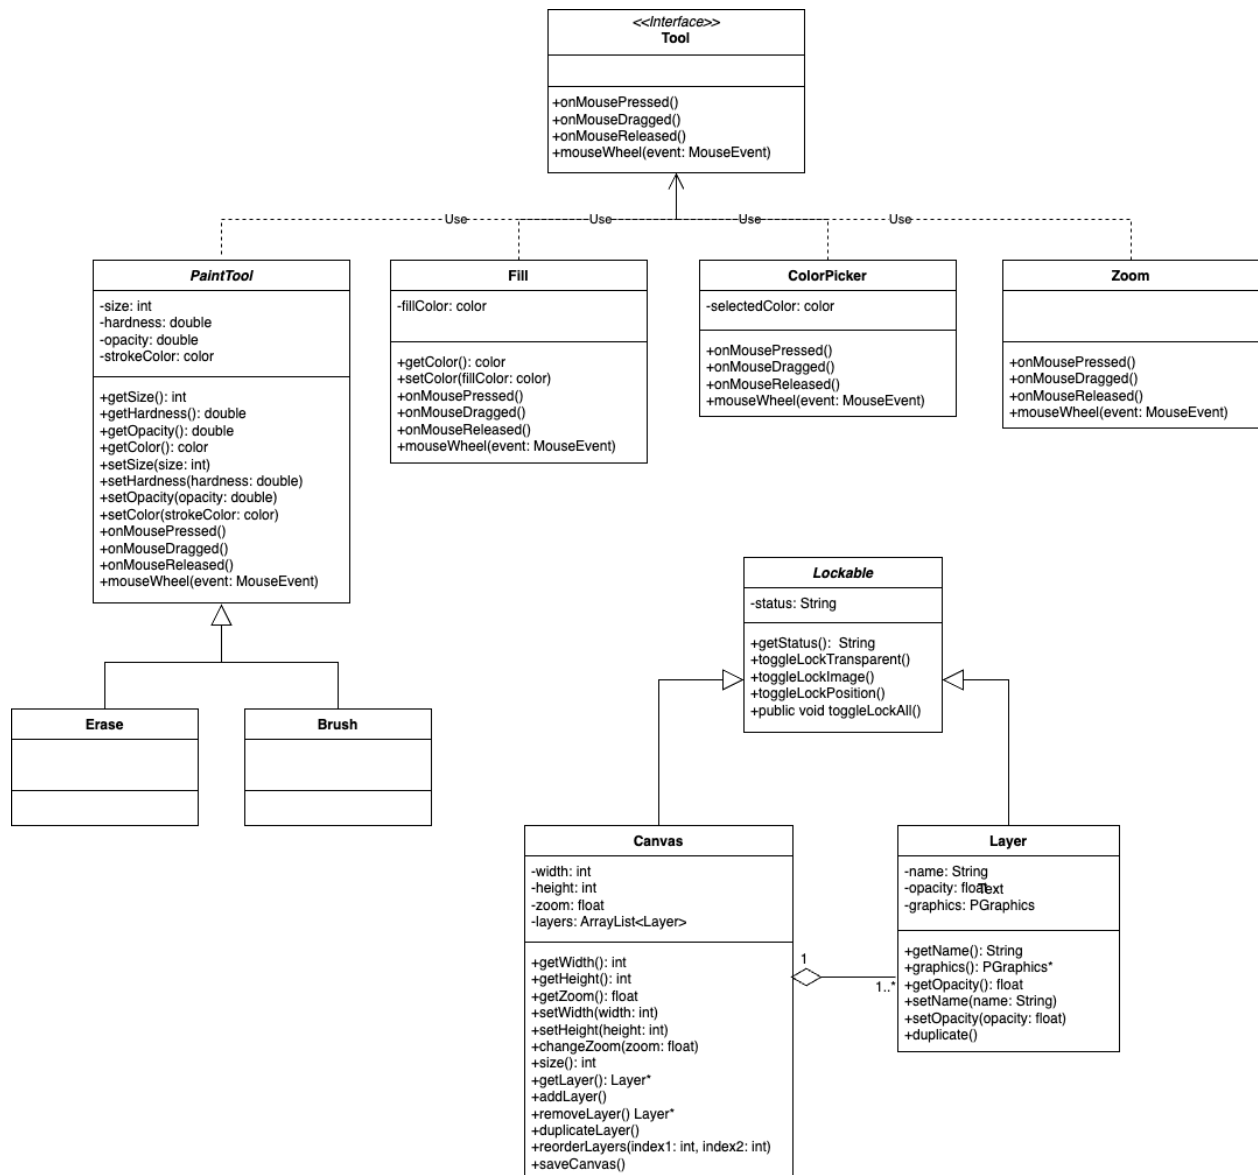 <<Interface>>
Tool
+onMousePressed()
+onMouseDragged()
+onMouseReleased()
+mouseWheel(event: MouseEvent)
Use
Use
Use
Use
PaintTool
-size: int
-hardness: double
-opacity: double
-strokeColor: color
+getSize(): int
+getHardness(): double
+getOpacity(): double
+getColor(): color
+setSize(size: int)
+setHardness(hardness: double)
+setOpacity(opacity: double)
+setColor(strokeColor: color)
+onMousePressed()
+onMouseDragged()
+onMouseReleased()
+mouseWheel(event: MouseEvent)
Fill
-fillColor: color
+getColor(): color
+setColor(fillColor: color)
+onMousePressed()
+onMouseDragged()
+onMouseReleased()
+mouseWheel(event: MouseEvent)
ColorPicker
-selectedColor: color
+onMousePressed()
+onMouseDragged()
+onMouseReleased()
+mouseWheel(event: MouseEvent)
Zoom
+onMousePressed()
+onMouseDragged()
+onMouseReleased()
+mouseWheel(event: MouseEvent)
Erase
Brush
Lockable
-status: String
+getStatus(): String
+toggleLockTransparent()
+toggleLockImage()
+toggleLockPosition()
+public void toggleLockAll()
Canvas
-width: int
-height: int
-zoom: float
-layers: ArrayList<Layer>
+getWidth(): int
+getHeight(): int
+getZoom(): float
+setWidth(width: int)
+setHeight(height: int)
+changeZoom(zoom: float)
+size(): int
+getLayer(): Layer*
+addLayer()
+removeLayer() Layer*
+duplicateLayer()
+reorderLayers(index1: int, index2: int)
+saveCanvas()
1
1..*
Layer
-name: String
-opacity: float
Text
-graphics: PGraphics
+getName(): String
+graphics(): PGraphics*
+getOpacity(): float
+setName(name: String)
+setOpacity(opacity: float)
+duplicate()